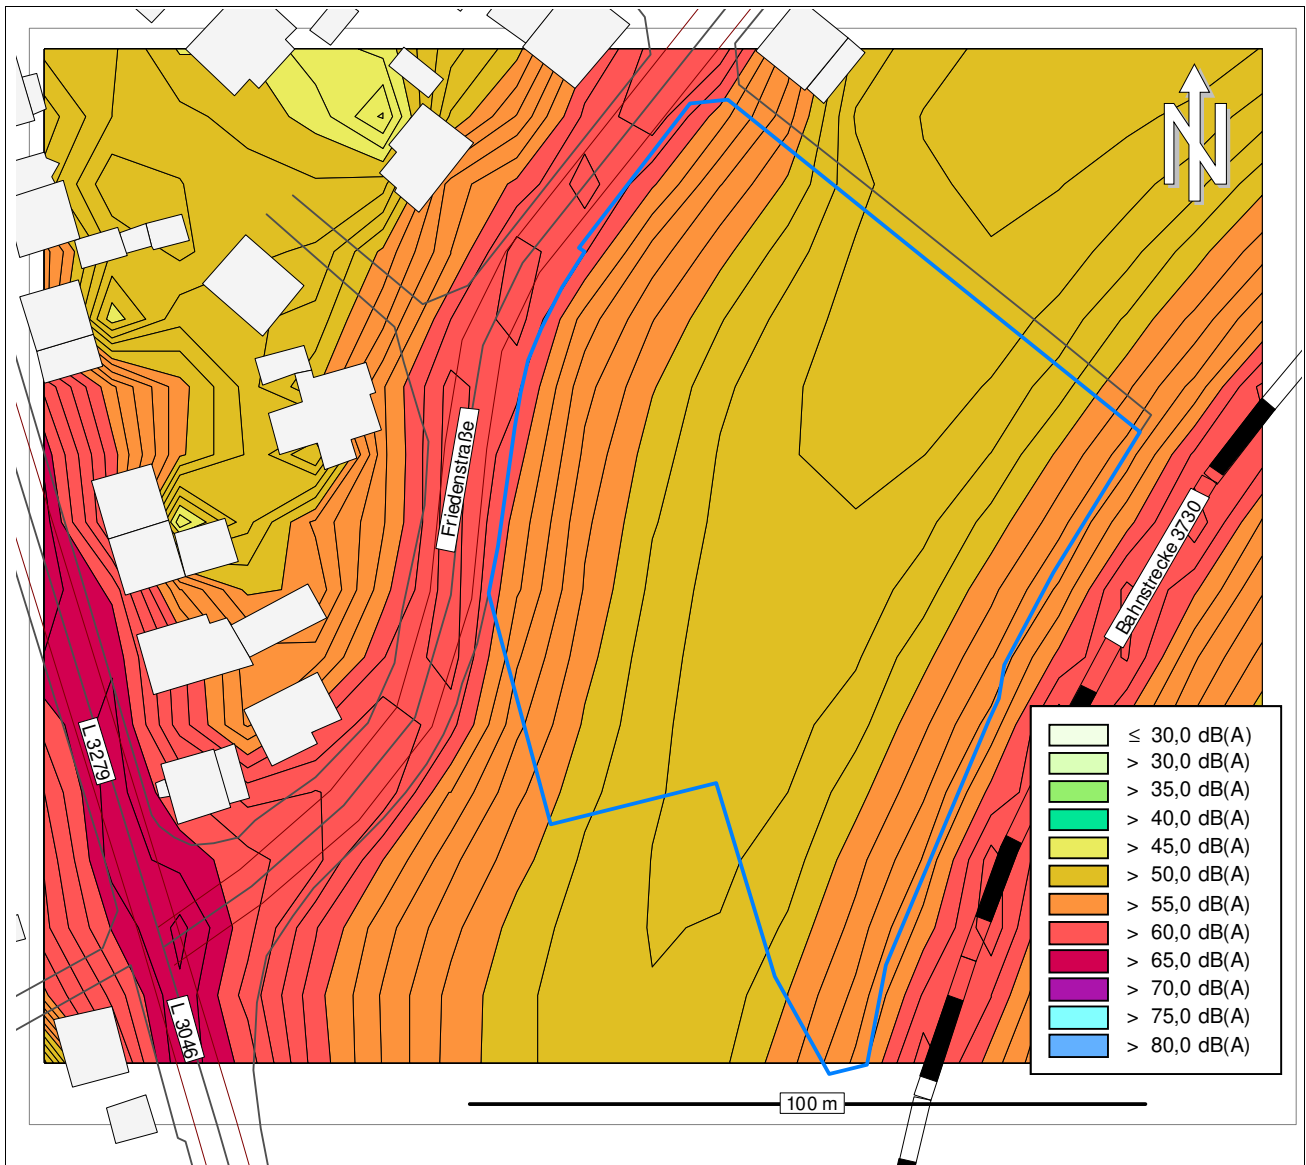 N
Friedenstraße
Bahnstrecke 3730
L 3279
L 3046
≤ 30,0 dB(A)
> 30,0 dB(A)
> 35,0 dB(A)
> 40,0 dB(A)
> 45,0 dB(A)
> 50,0 dB(A)
> 55,0 dB(A)
> 60,0 dB(A)
> 65,0 dB(A)
> 70,0 dB(A)
> 75,0 dB(A)
> 80,0 dB(A)
100 m